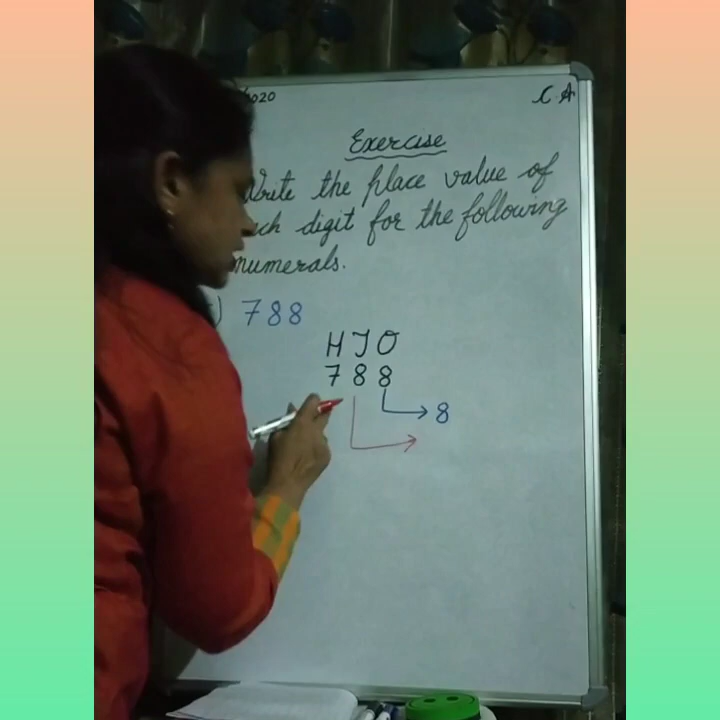 2020 C.A
Exercise
Write the place value of
each digit for the following
numerals.
) 788
H T O
7 8 8
8